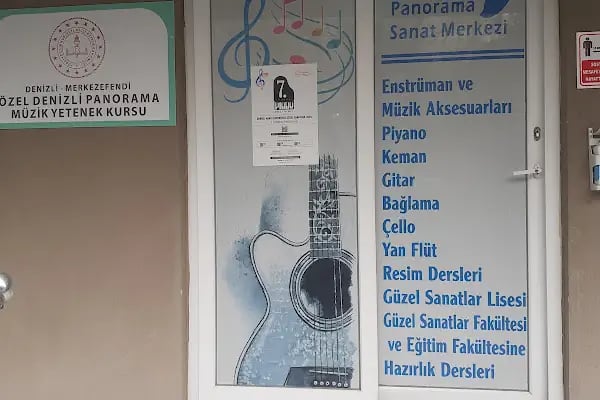 DENİZLİ - MERKEZEFENDİ
ÖZEL DENİZLİ PANORAMA
MÜZİK YETENEK KURSU
7.
Panorama
Sanat Merkezi
Enstrüman ve
Müzik Aksesuarları
Piyano
Keman
Gitar
Bağlama
Çello
Yan Flüt
Resim Dersleri
Güzel Sanatlar Lisesi
Güzel Sanatlar Fakültesi
ve Eğitim Fakültesine
Hazırlık Dersleri